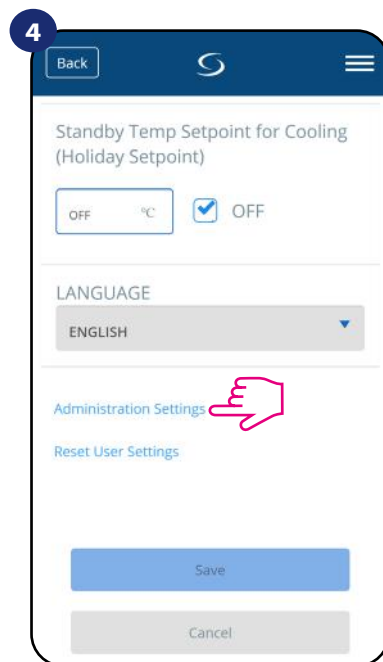 4
Back
Standby Temp Setpoint for Cooling
(Holiday Setpoint)
OFF °C OFF
LANGUAGE
ENGLISH
Administration Settings
Reset User Settings
Save
Cancel